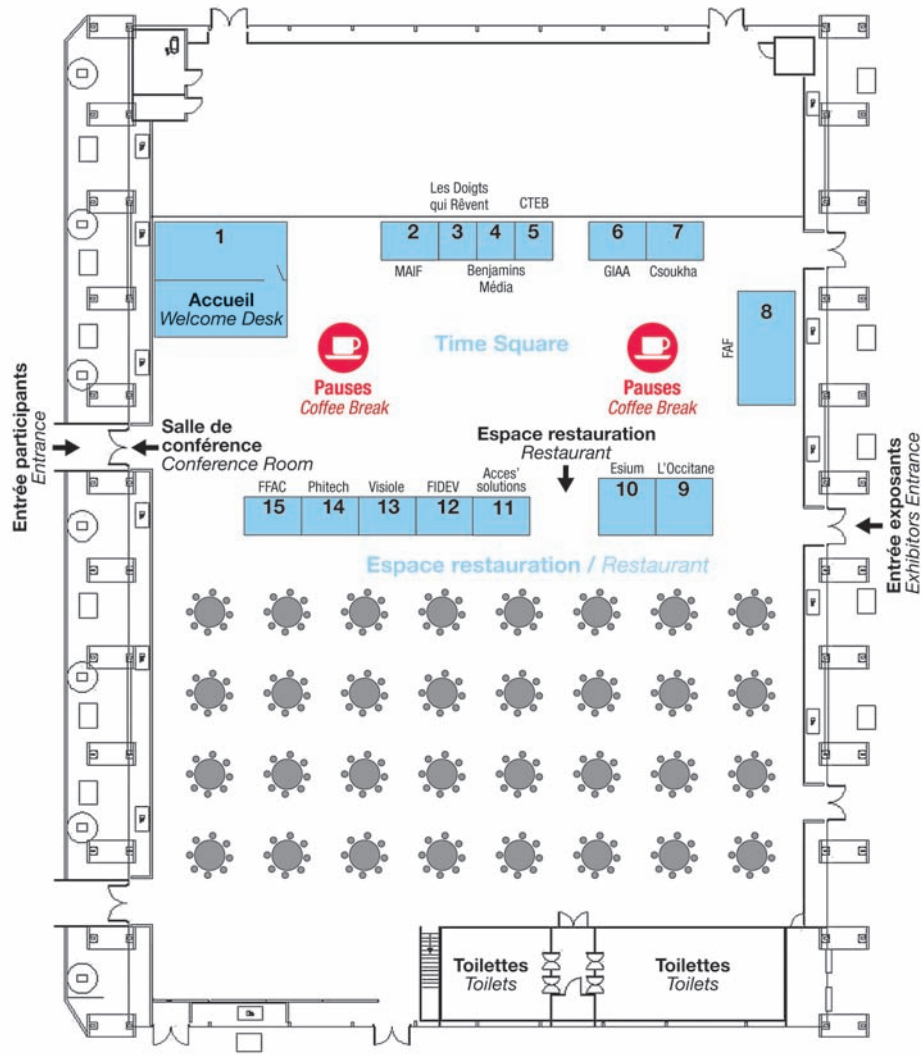 Les Doigts
qui Rêvent
CTEB
1
2
3
4
5
6
7
MAIF
Benjamins
Média
GIAA
Csoukha
Accueil
Welcome Desk
8
FAF
Time Square
Pauses
Coffee Break
Pauses
Coffee Break
Entrée participants
Entrance
Salle de
conférence
Conference Room
Espace restauration
Restaurant
Entrée exposants
Exhibitors Entrance
FFAC
Phitech
Visiole
FIDEV
Acces'
solutions
Esium
L'Occitane
15
14
13
12
11
10
9
Espace restauration / Restaurant
Toilettes
Toilets
Toilettes
Toilets